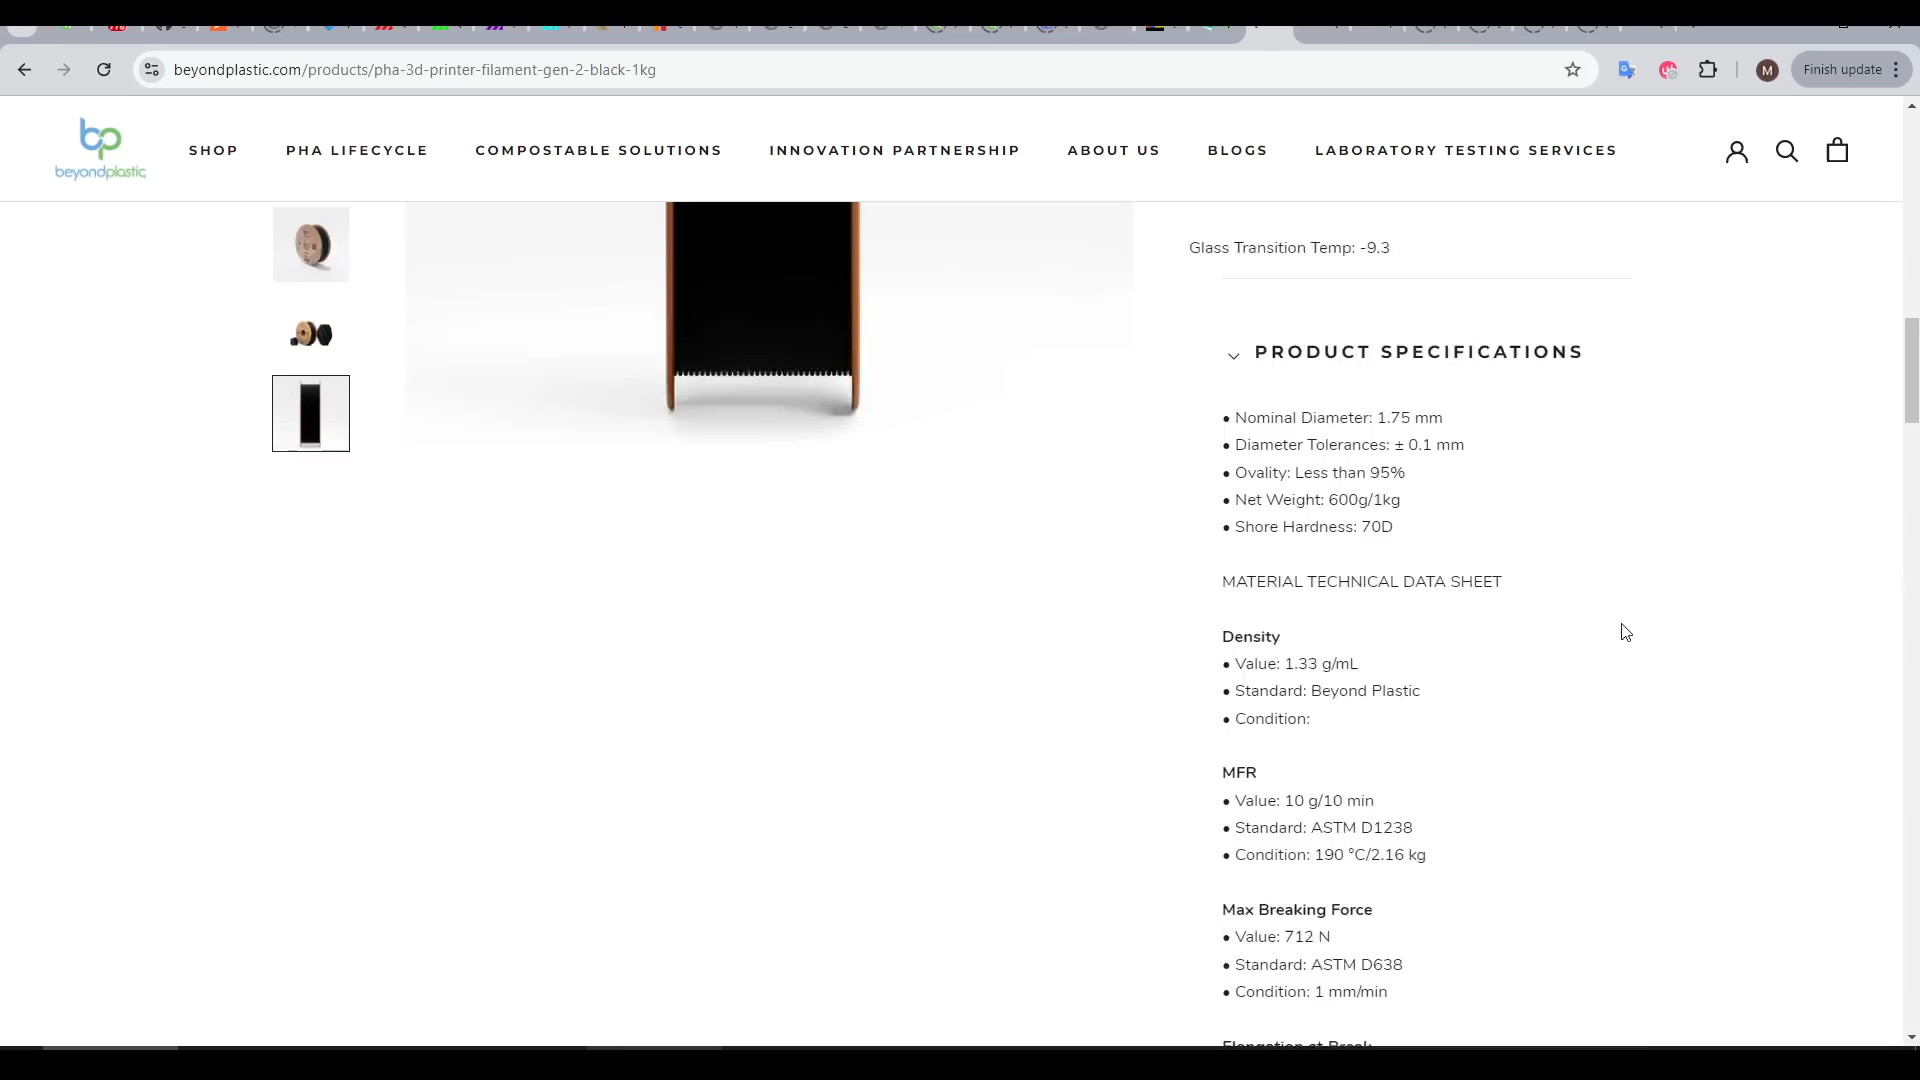 beyondplastic.com/products/pha-3d-printer-filament-gen-2-black-1kg
M
Finish update
bp
beyondplastic
SHOP
PHA LIFECYCLE
COMPOSTABLE SOLUTIONS
INNOVATION PARTNERSHIP
ABOUT US
BLOGS
LABORATORY TESTING SERVICES
Glass Transition Temp: -9.3
PRODUCT SPECIFICATIONS
• Nominal Diameter: 1.75 mm
• Diameter Tolerances: ± 0.1 mm
• Ovality: Less than 95%
• Net Weight: 600g/1kg
• Shore Hardness: 70D
MATERIAL TECHNICAL DATA SHEET
Density
• Value: 1.33 g/mL
• Standard: Beyond Plastic
• Condition:
MFR
• Value: 10 g/10 min
• Standard: ASTM D1238
• Condition: 190 °C/2.16 kg
Max Breaking Force
• Value: 712 N
• Standard: ASTM D638
• Condition: 1 mm/min
Elongation at Break